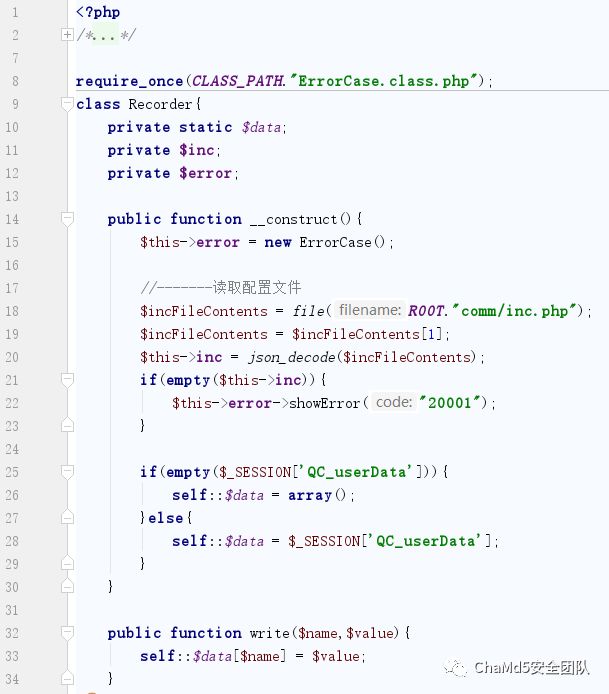 1 <?php
2 /*...*/
7
8 require_once(CLASS_PATH."ErrorCase.class.php");
9 class Recorder{
10 private static $data;
11 private $inc;
12 private $error;
13
14 public function __construct(){
15 $this->error = new ErrorCase();
16
17 //-------读取配置文件
18 $incFileContents = file( filename: ROOT."comm/inc.php");
19 $incFileContents = $incFileContents[1];
20 $this->inc = json_decode($incFileContents);
21 if(empty($this->inc)){
22 $this->error->showError( code: "20001");
23 }
24
25 if(empty($_SESSION['QC_userData'])){
26 self::$data = array();
27 }else{
28 self::$data = $_SESSION['QC_userData'];
29 }
30 }
31
32 public function write($name,$value){
33 self::$data[$name] = $value;
34 }
ChaMd5安全团队